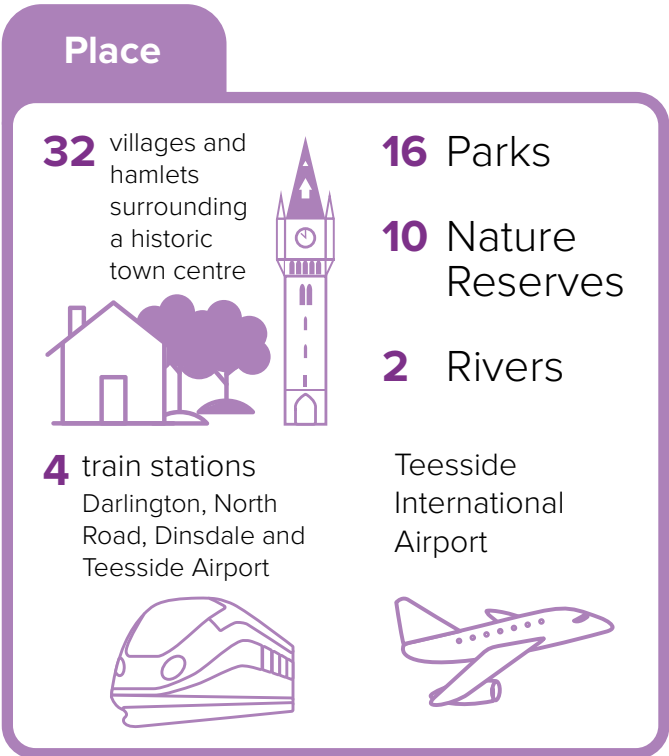 Place
32 villages and
hamlets
surrounding
a historic
town centre
16 Parks
10 Nature
Reserves
2 Rivers
4 train stations
Darlington, North
Road, Dinsdale and
Teesside Airport
Teesside
International
Airport